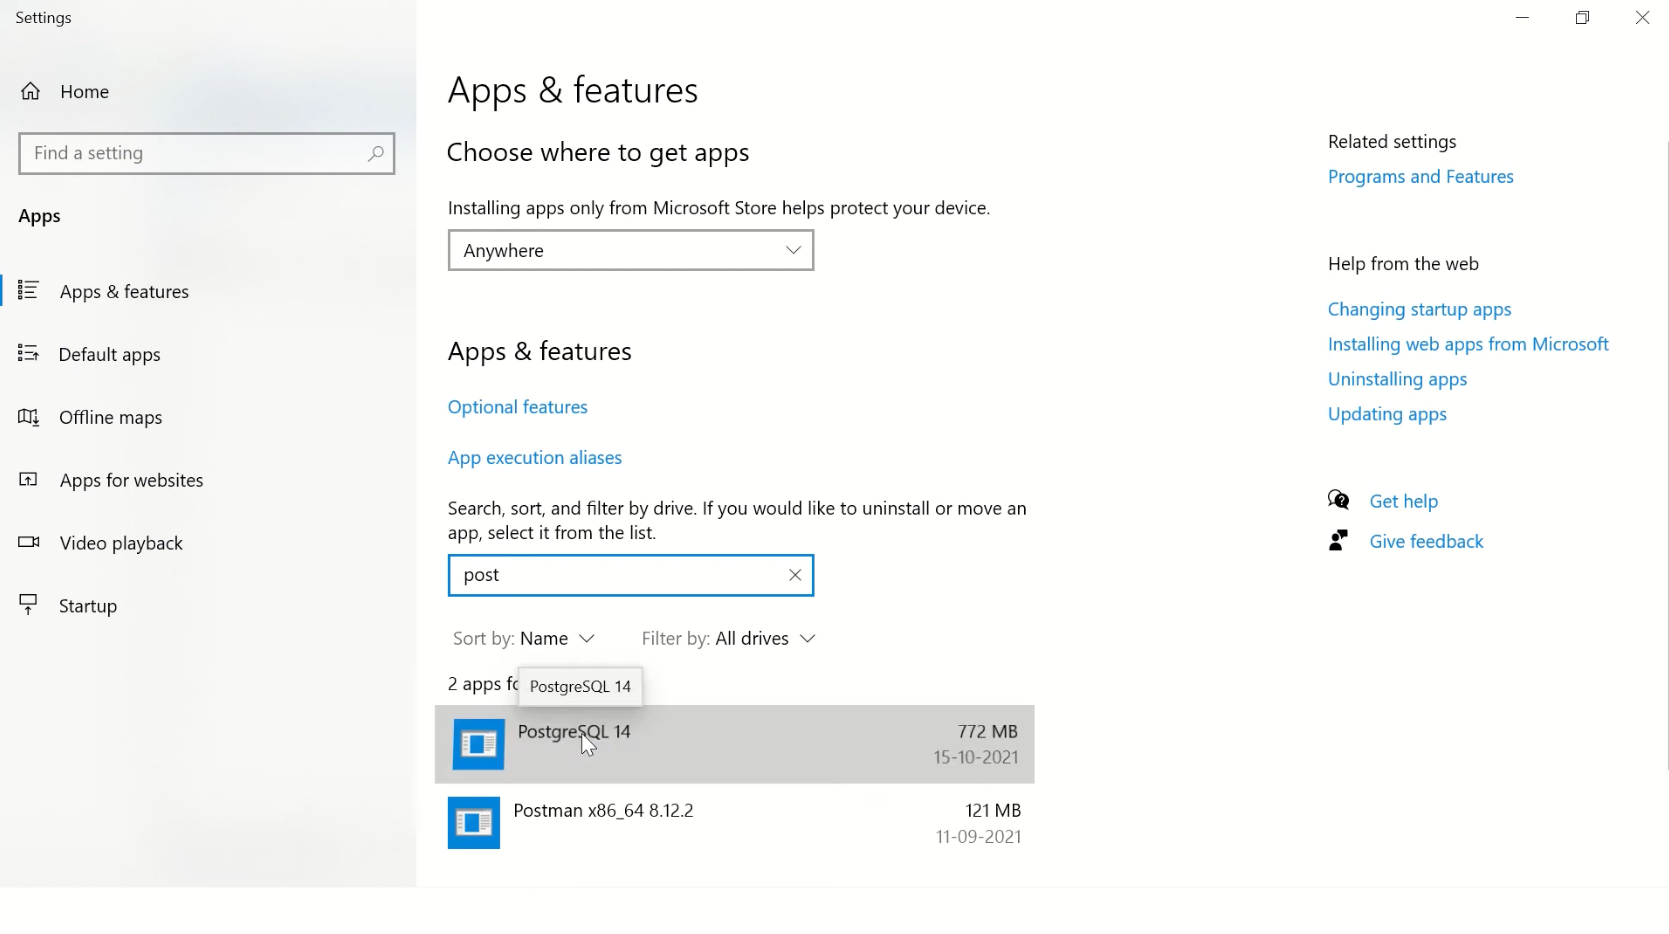 Settings
Home
Find a setting
Apps
Apps & features
Default apps
Offline maps
Apps for websites
Video playback
Startup
Apps & features
Choose where to get apps
Installing apps only from Microsoft Store helps protect your device.
Anywhere
Apps & features
Optional features
App execution aliases
Search, sort, and filter by drive. If you would like to uninstall or move an
app, select it from the list.
post
Sort by: Name
Filter by: All drives
2 apps
PostgreSQL 14
PostgreSQL 14
772 MB
15-10-2021
Postman x86_64 8.12.2
121 MB
11-09-2021
Related settings
Programs and Features
Help from the web
Changing startup apps
Installing web apps from Microsoft
Uninstalling apps
Updating apps
Get help
Give feedback